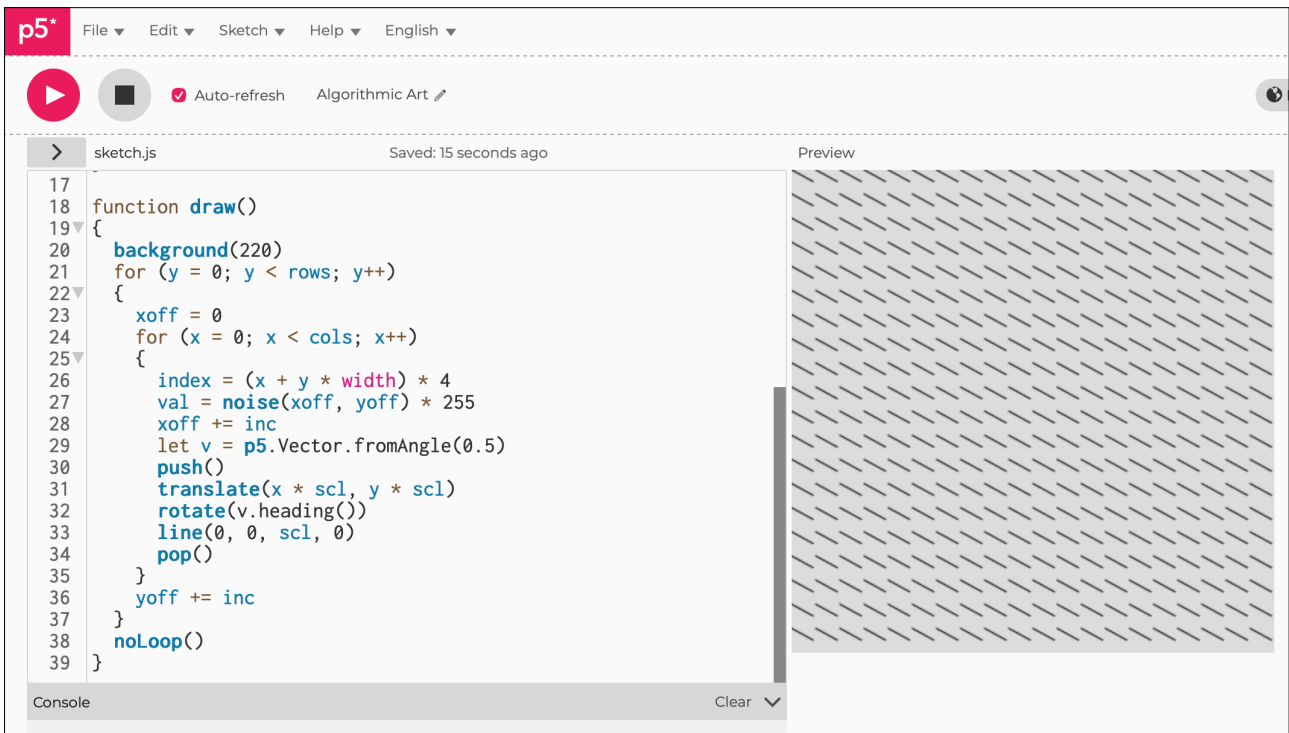 p5* File Edit Sketch Help English
Auto-refresh Algorithmic Art
sketch.js Saved: 15 seconds ago Preview
17
18 function draw()
19 {
20   background(220)
21   for (y = 0; y < rows; y++)
22   {
23     xoff = 0
24     for (x = 0; x < cols; x++)
25     {
26       index = (x + y * width) * 4
27       val = noise(xoff, yoff) * 255
28       xoff += inc
29       let v = p5.Vector.fromAngle(0.5)
30       push()
31       translate(x * scl, y * scl)
32       rotate(v.heading())
33       line(0, 0, scl, 0)
34       pop()
35     }
36     yoff += inc
37   }
38   noLoop()
39 }
Console Clear